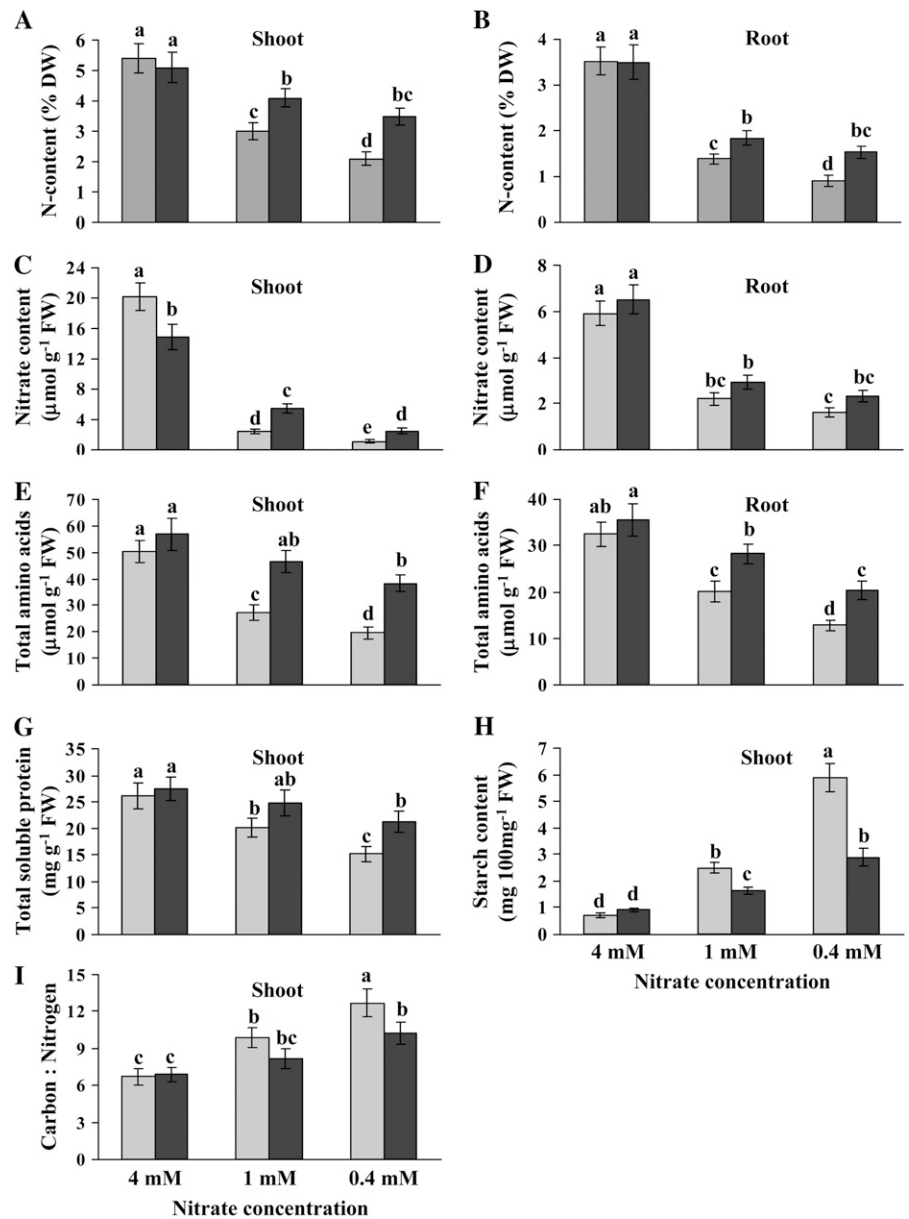 A
Shoot
N-content (% DW)
6
5
4
3
2
1
0
a
a
c
b
d
bc
B
Root
N-content (% DW)
4
3
2
1
0
a
a
c
b
d
bc
C
Shoot
Nitrate content
(µmol g-1 FW)
24
20
16
12
8
4
0
a
b
d
c
e
d
D
Root
Nitrate content
(µmol g-1 FW)
8
6
4
2
0
a
a
bc
b
c
bc
E
Shoot
Total amino acids
(µmol g-1 FW)
70
60
50
40
30
20
10
0
a
a
c
ab
d
b
F
Root
Total amino acids
(µmol g-1 FW)
40
30
20
10
0
ab
a
c
b
d
c
G
Shoot
Total soluble protein
(mg g-1 FW)
35
30
25
20
15
10
5
0
a
a
b
ab
c
b
H
Shoot
Starch content
(mg 100mg-1 FW)
7
6
5
4
3
2
1
0
d
d
b
c
a
b
4 mM
1 mM
0.4 mM
Nitrate concentration
I
Shoot
Carbon : Nitrogen
15
12
9
6
3
0
c
c
b
bc
a
b
4 mM
1 mM
0.4 mM
Nitrate concentration